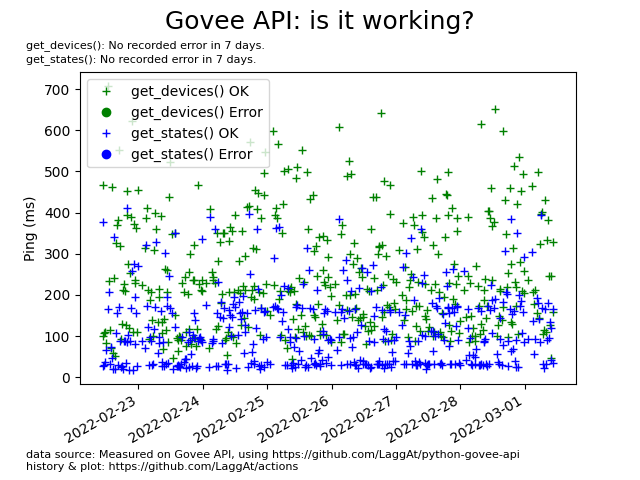 Govee API: is it working?
get_devices(): No recorded error in 7 days.
get_states(): No recorded error in 7 days.
get_devices() OK
get_devices() Error
get_states() OK
get_states() Error
Ping (ms)
700
600
500
400
300
200
100
0
2022-02-23
2022-02-24
2022-02-25
2022-02-26
2022-02-27
2022-02-28
2022-03-01
data source: Measured on Govee API, using https://github.com/LaggAt/python-govee-api
history & plot: https://github.com/LaggAt/actions